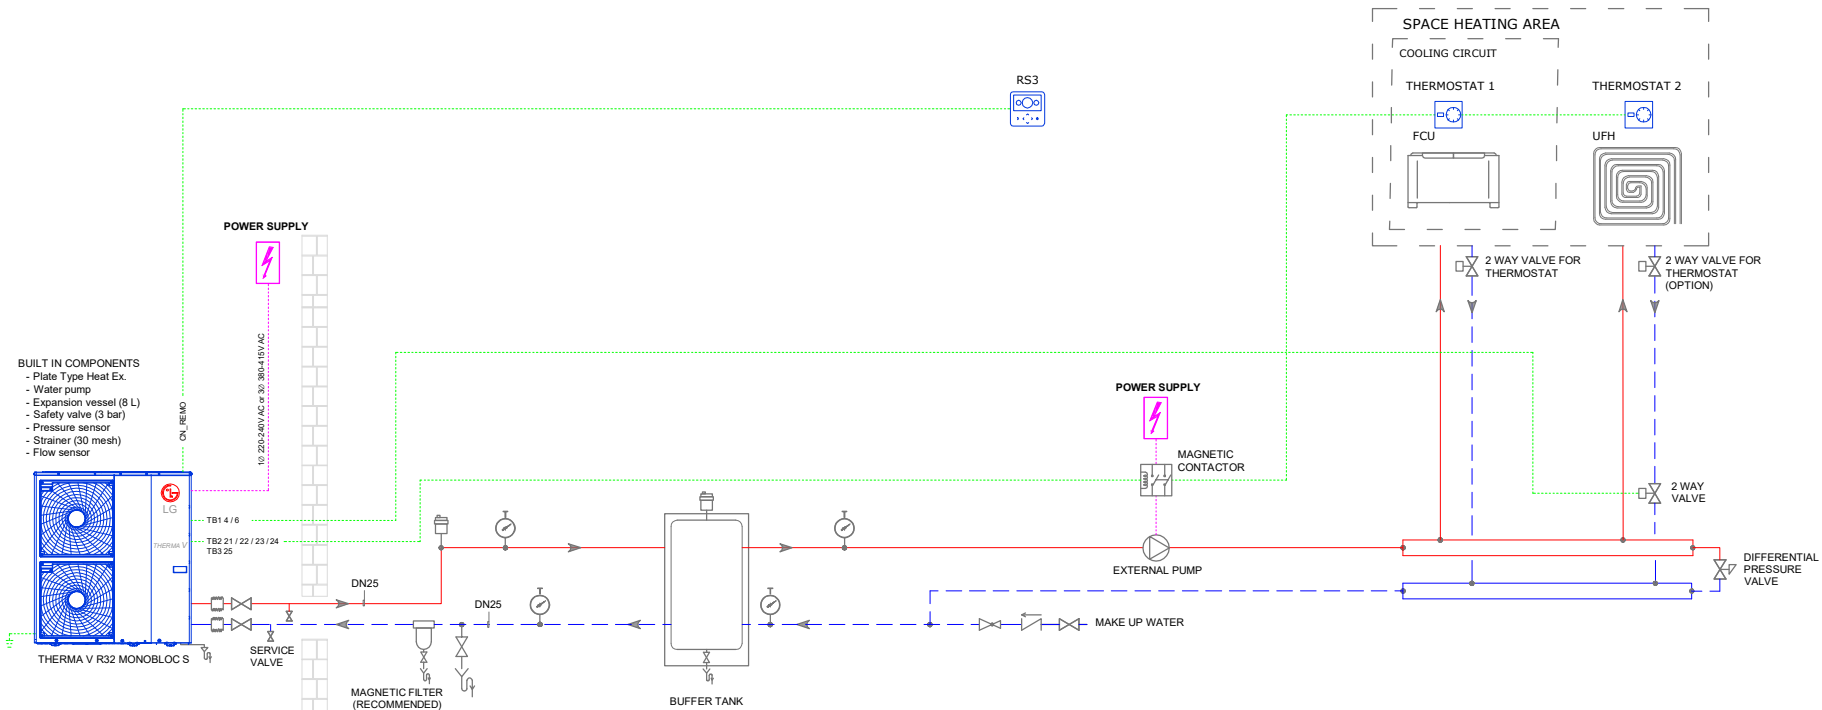 SPACE HEATING AREA
COOLING CIRCUIT
RS3
THERMOSTAT 1
THERMOSTAT 2
FCU
UFH
POWER SUPPLY
2 WAY VALVE FOR
THERMOSTAT
2 WAY VALVE FOR
THERMOSTAT
(OPTION)
BUILT IN COMPONENTS
- Plate Type Heat Ex.
- Water pump
- Expansion vessel (8 L)
- Safety valve (3 bar)
- Pressure sensor
- Strainer (30 mesh)
- Flow sensor
CN_REMO
1∅ 220-240V AC or 3∅ 380-415V AC
POWER SUPPLY
MAGNETIC
CONTACTOR
2 WAY
VALVE
LG
THERMA V
TB1 4 / 6
TB2 21 / 22 / 23 / 24
TB3 25
EXTERNAL PUMP
DIFFERENTIAL
PRESSURE
VALVE
DN25
DN25
MAKE UP WATER
SERVICE
VALVE
THERMA V R32 MONOBLOC S
MAGNETIC FILTER
(RECOMMENDED)
BUFFER TANK